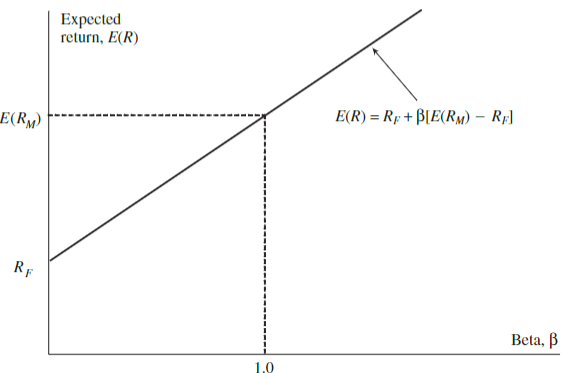 Expected
return, E(R)
E(R_M)
E(R) = R_F + β[E(R_M) − R_F]
R_F
Beta, β
1.0